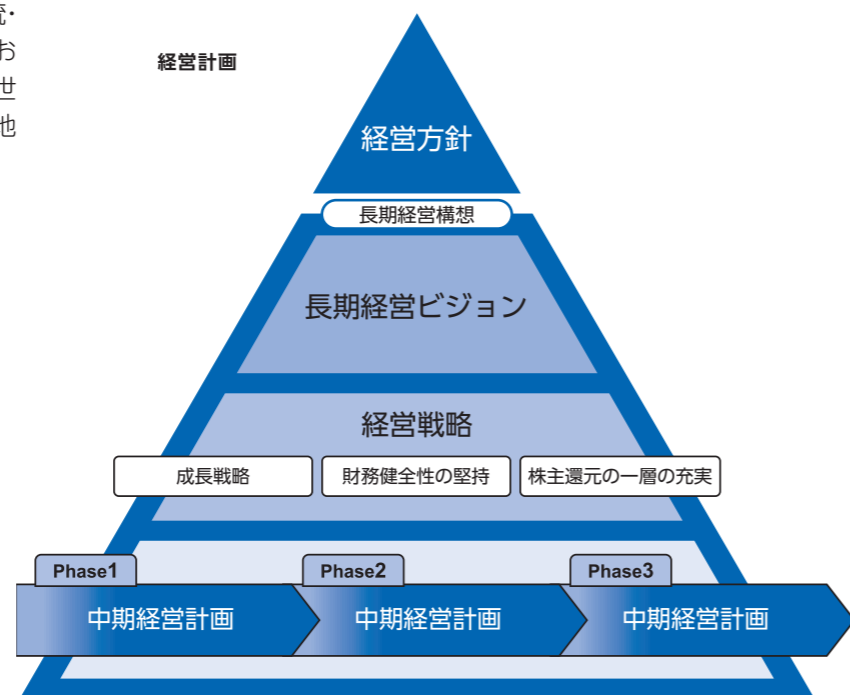 お
世
地
経営計画
経営方針
長期経営構想
長期経営ビジョン
経営戦略
成長戦略
財務健全性の堅持
株主還元の一層の充実
Phase1
Phase2
Phase3
中期経営計画
中期経営計画
中期経営計画